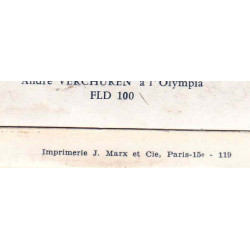 André VERCHUREN à l'Olympia
FLD 100
Imprimerie J. Marx et Cie, Paris-15e - 119